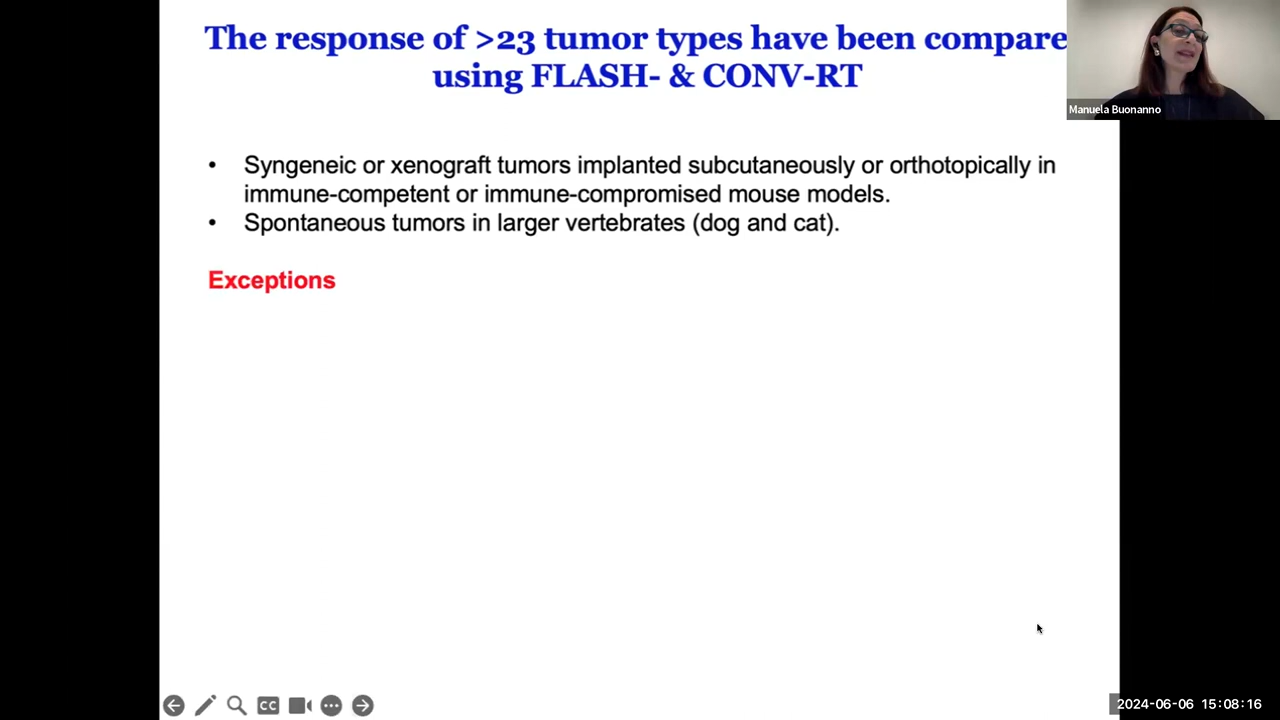 The response of >23 tumor types have been compare
using FLASH- & CONV-RT
Manuela Buonanno
• Syngeneic or xenograft tumors implanted subcutaneously or orthotopically in
immune-competent or immune-compromised mouse models.
• Spontaneous tumors in larger vertebrates (dog and cat).
Exceptions
CC
2024-06-06 15:08:16